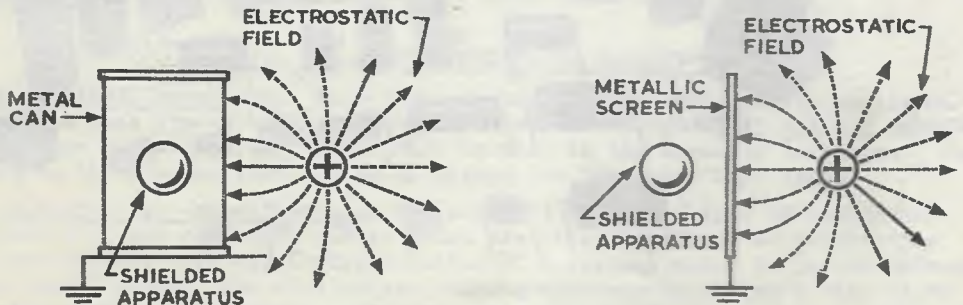 ELECTROSTATIC
FIELD
METAL
CAN
SHIELDED
APPARATUS
ELECTROSTATIC
FIELD
METALLIC
SCREEN
SHIELDED
APPARATUS